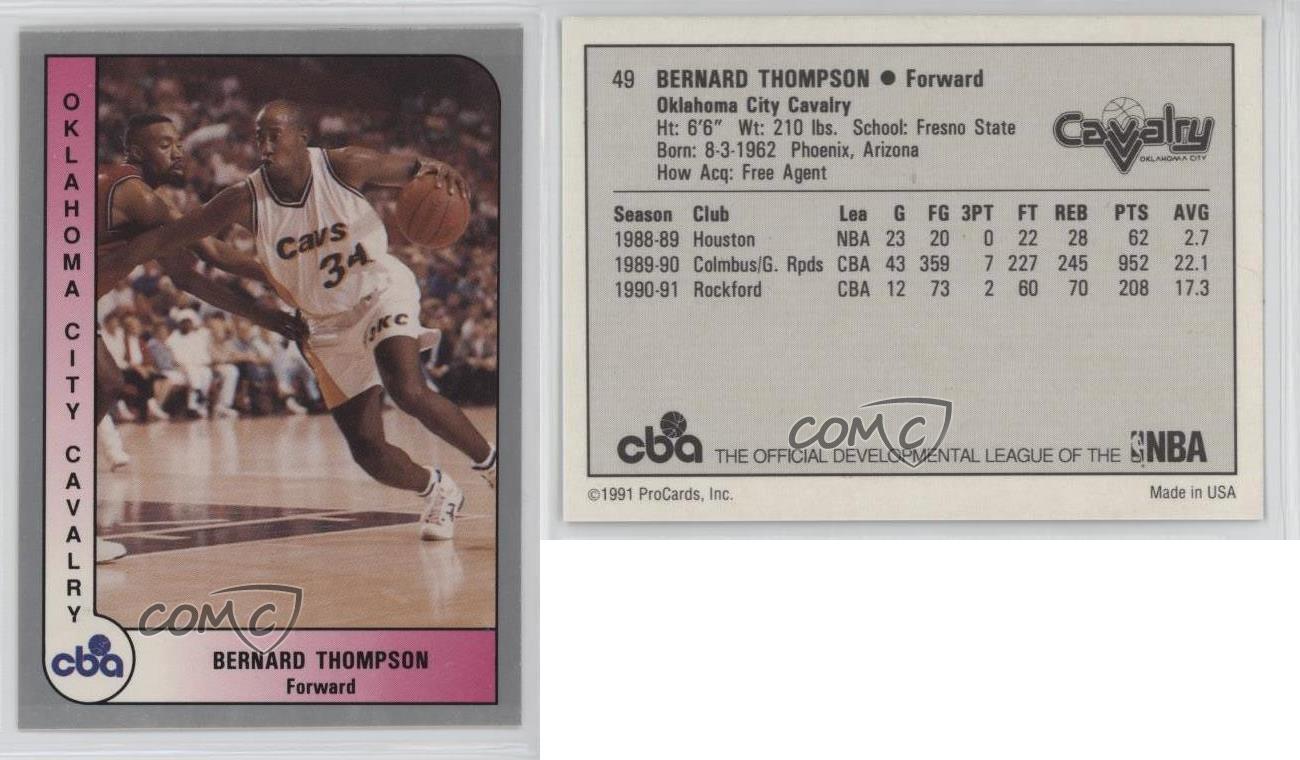 OKLAHOMA CITY CAVALRY
Cavs
34
OKC
COMC
cba
BERNARD THOMPSON
Forward
49 BERNARD THOMPSON ● Forward
Oklahoma City Cavalry
Ht: 6'6" Wt: 210 lbs. School: Fresno State
Born: 8-3-1962 Phoenix, Arizona
How Acq: Free Agent
Cavalry
OKLAHOMA CITY
Season Club Lea G FG 3PT FT REB PTS AVG
1988-89 Houston NBA 23 20 0 22 28 62 2.7
1989-90 Colmbus/G. Rpds CBA 43 359 7 227 245 952 22.1
1990-91 Rockford CBA 12 73 2 60 70 208 17.3
COMC
cba THE OFFICIAL DEVELOPMENTAL LEAGUE OF THE NBA
©1991 ProCards, Inc. Made in USA